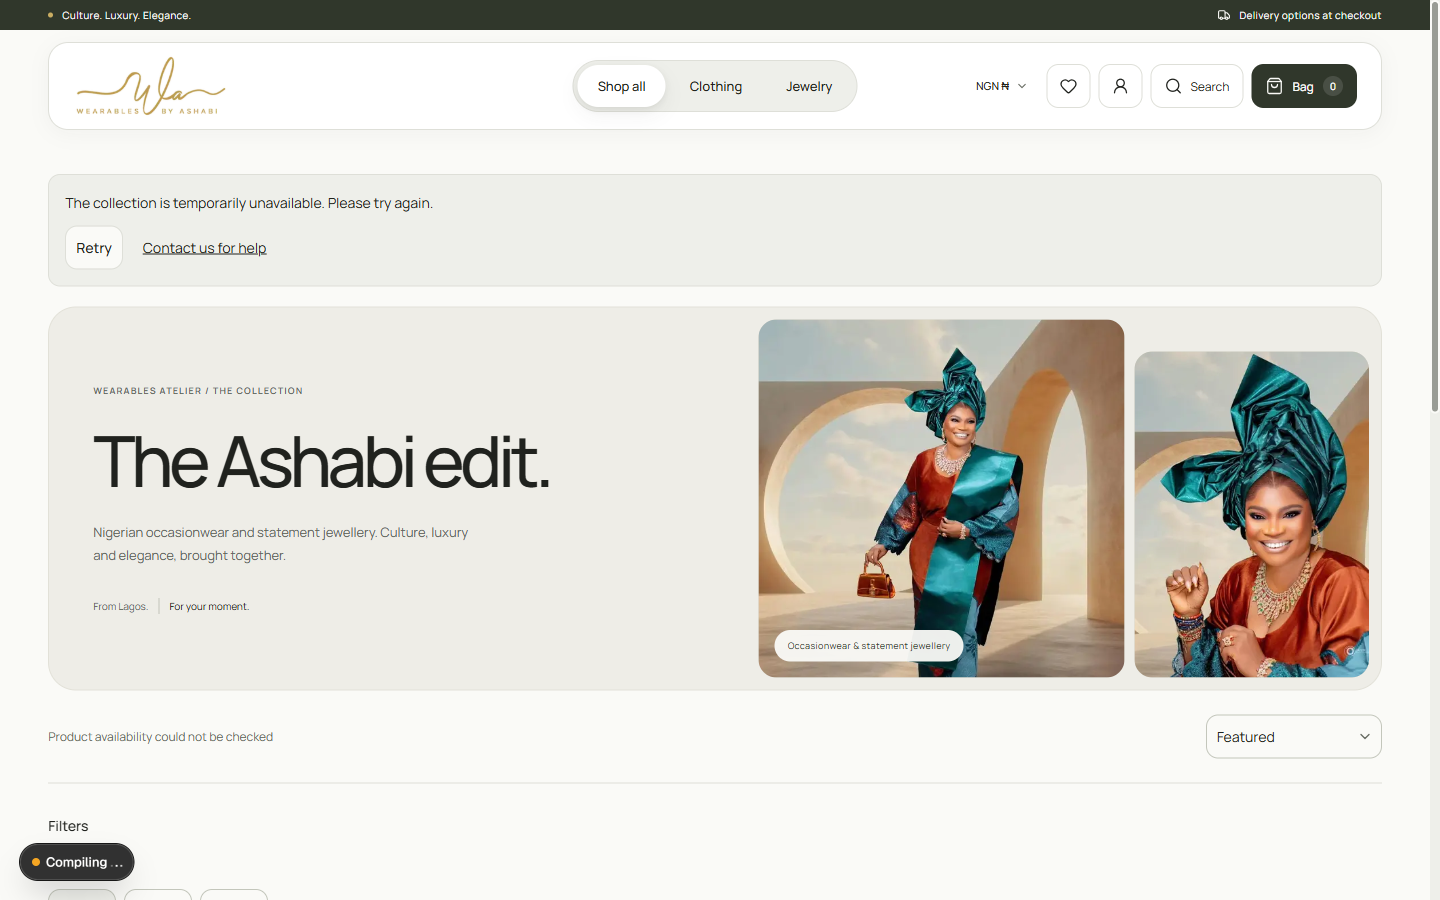 Culture. Luxury. Elegance.
Delivery options at checkout
Wa
WEARABLES BY ASHABI
Shop all
Clothing
Jewelry
NGN ₦
Search
Bag
0
The collection is temporarily unavailable. Please try again.
Retry
Contact us for help
WEARABLES ATELIER / THE COLLECTION
The Ashabi edit.
Nigerian occasionwear and statement jewellery. Culture, luxury
and elegance, brought together.
From Lagos.
For your moment.
Occasionwear & statement jewellery
Product availability could not be checked
Featured
Filters
Compiling ...